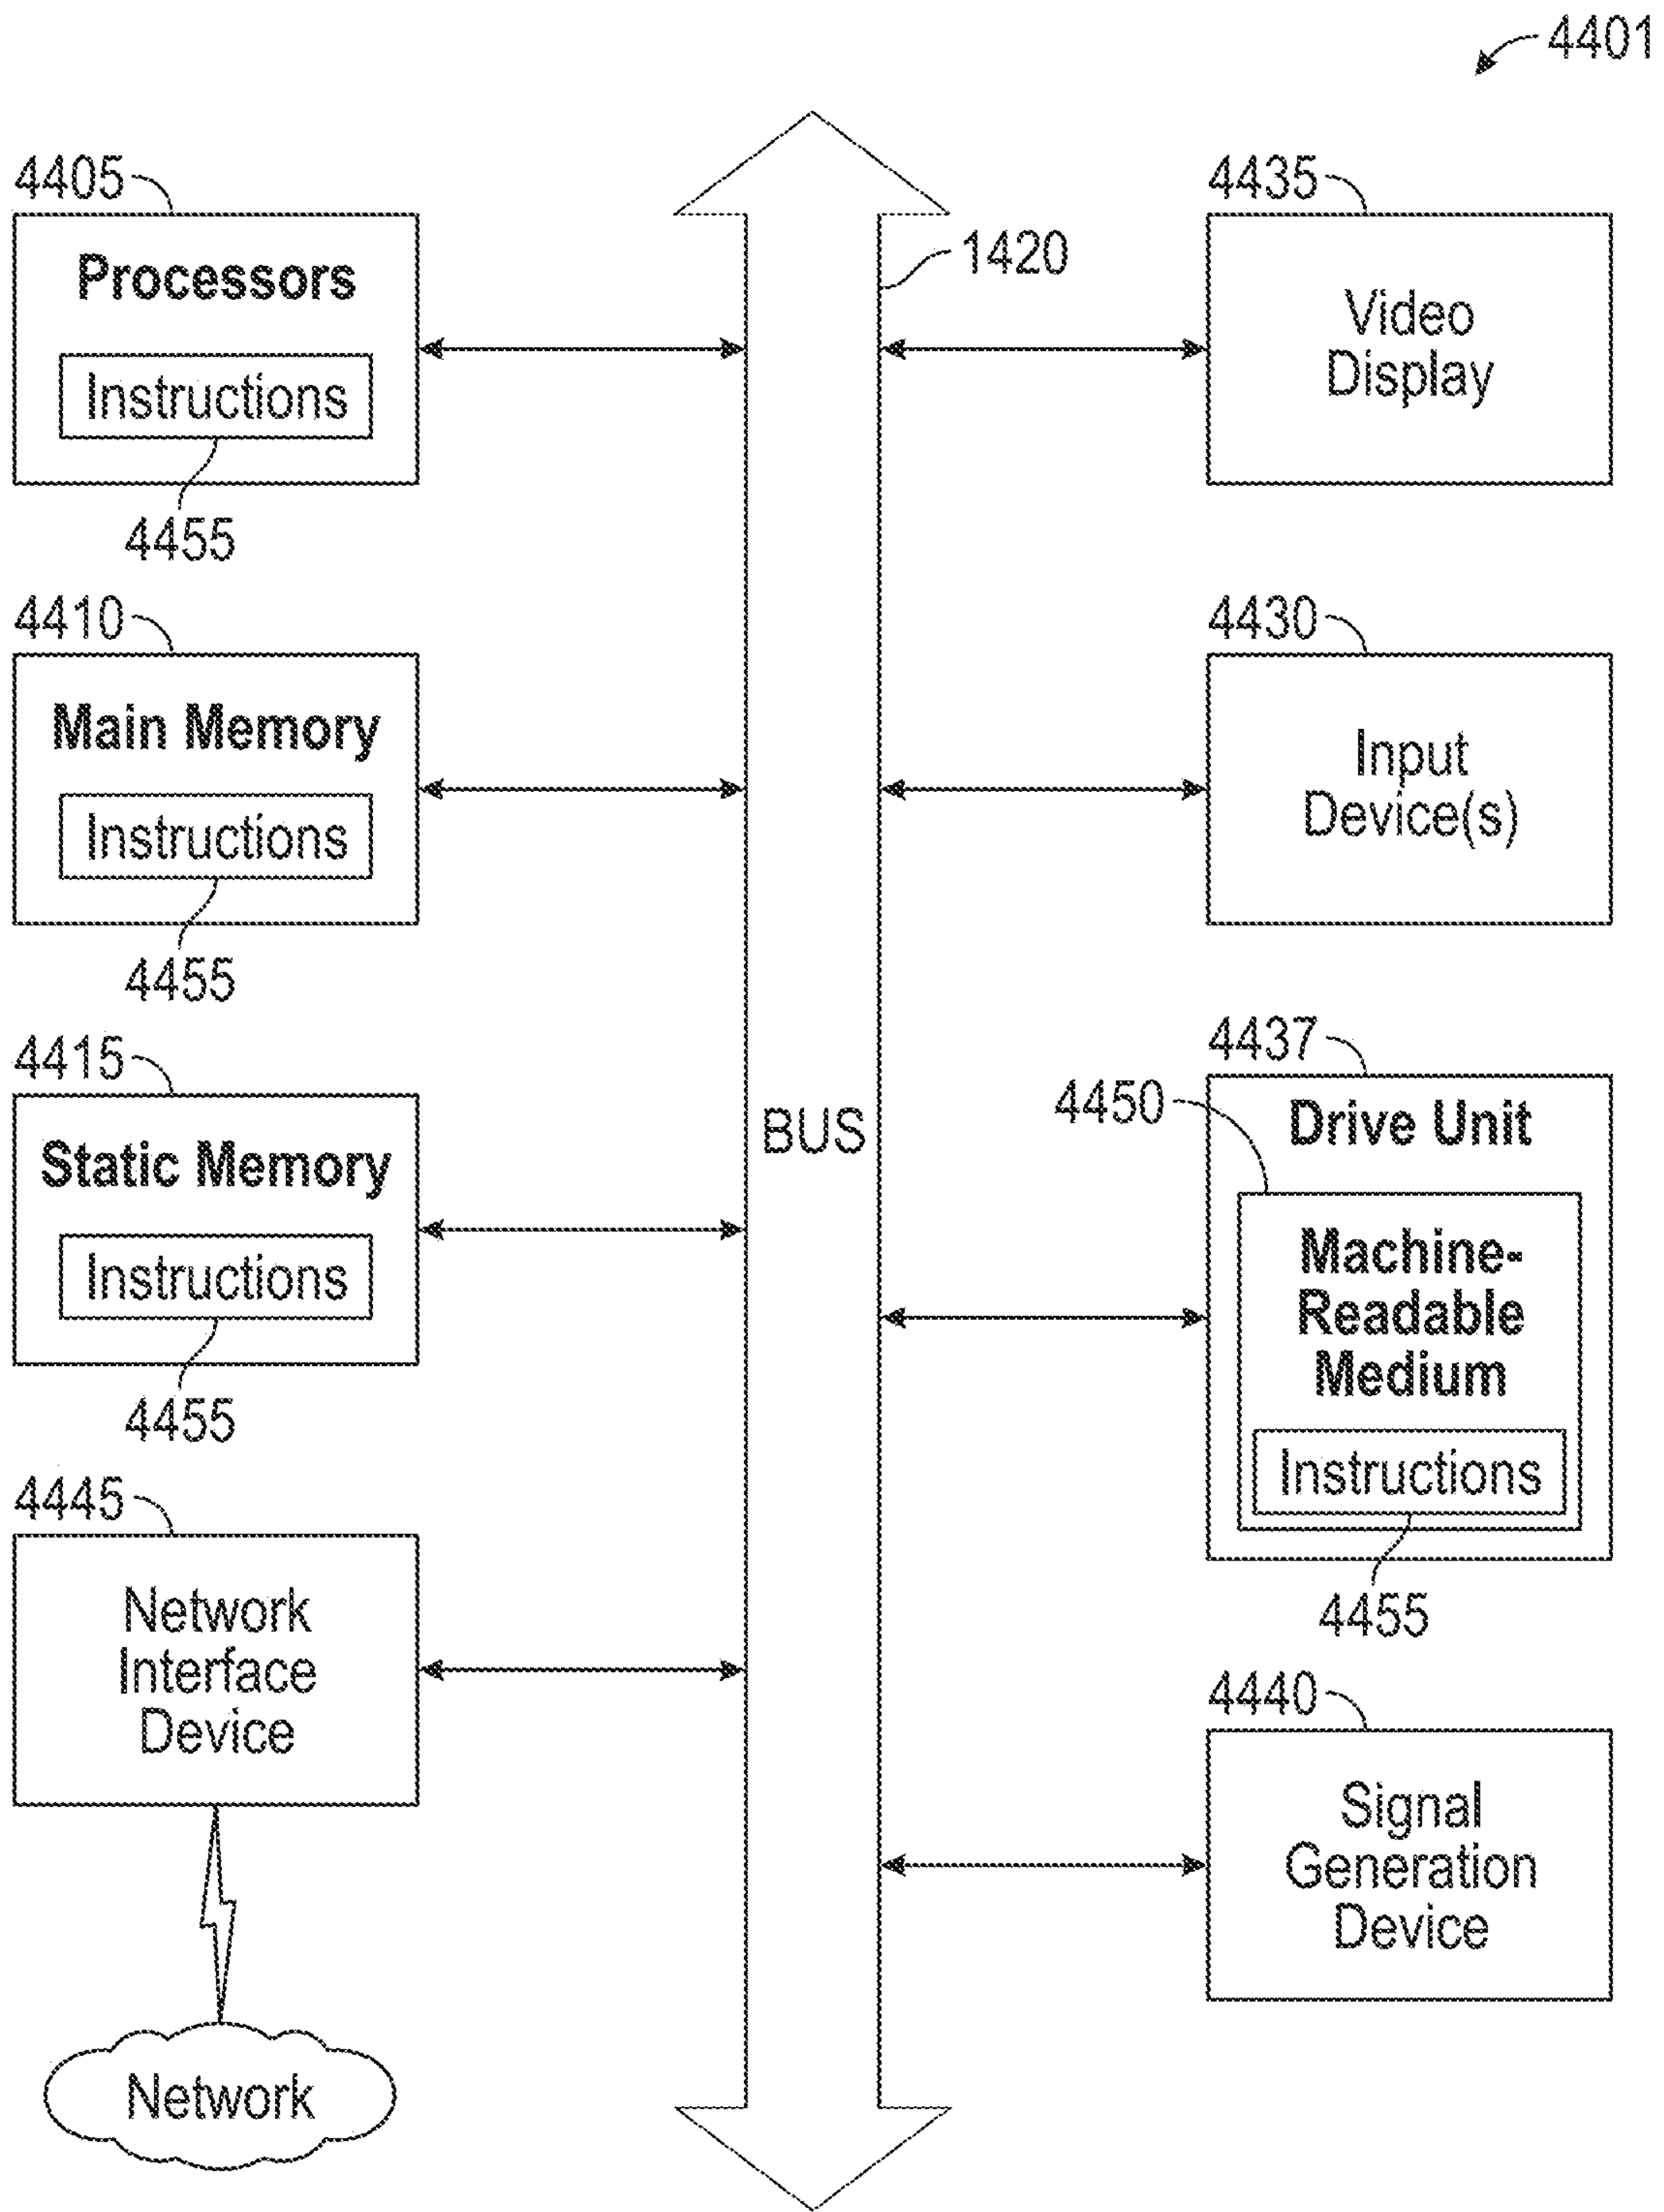 4401
4405
Processors
Instructions
4455
4410
Main Memory
Instructions
4455
4415
Static Memory
Instructions
4455
4445
Network
Interface
Device
Network
1420
BUS
4435
Video
Display
4430
Input
Device(s)
4437
4450
Drive Unit
Machine-
Readable
Medium
Instructions
4455
4440
Signal
Generation
Device